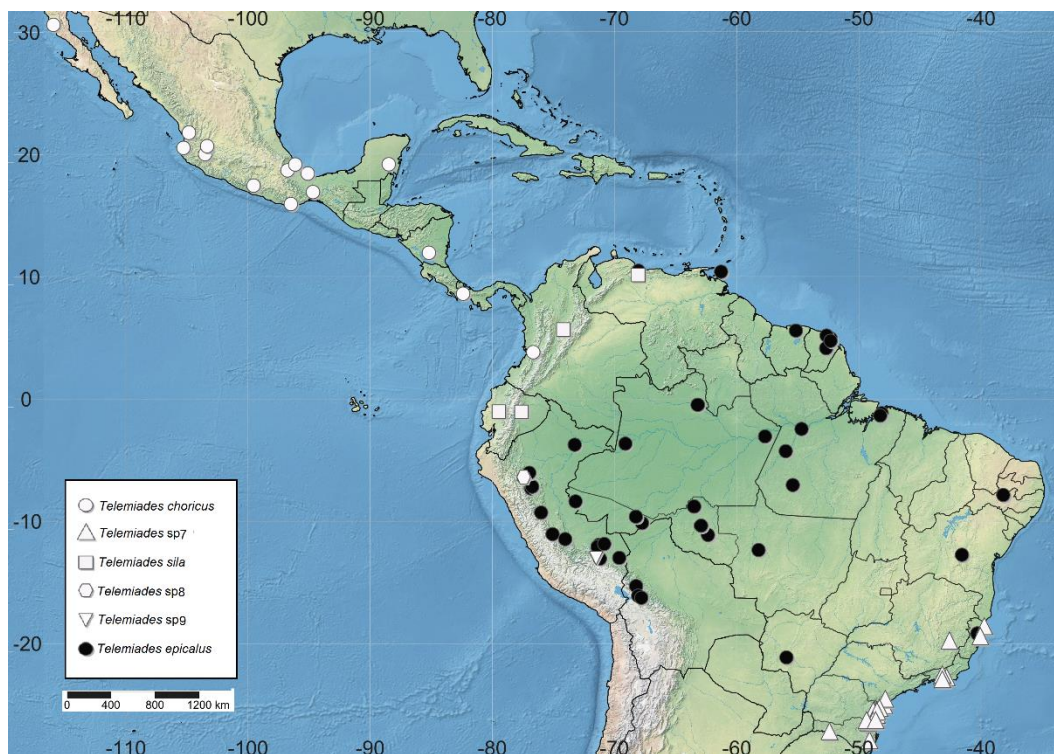 -110 -100 -90 -80 -70 -60 -50 -40
30
20
10
0
-10
-20
Telemiades choricus
Telemiades sp7
Telemiades sila
Telemiades sp8
Telemiades sp9
Telemiades epicalus
0 400 800 1200 km
-110 -100 -90 -80 -70 -60 -50 -40